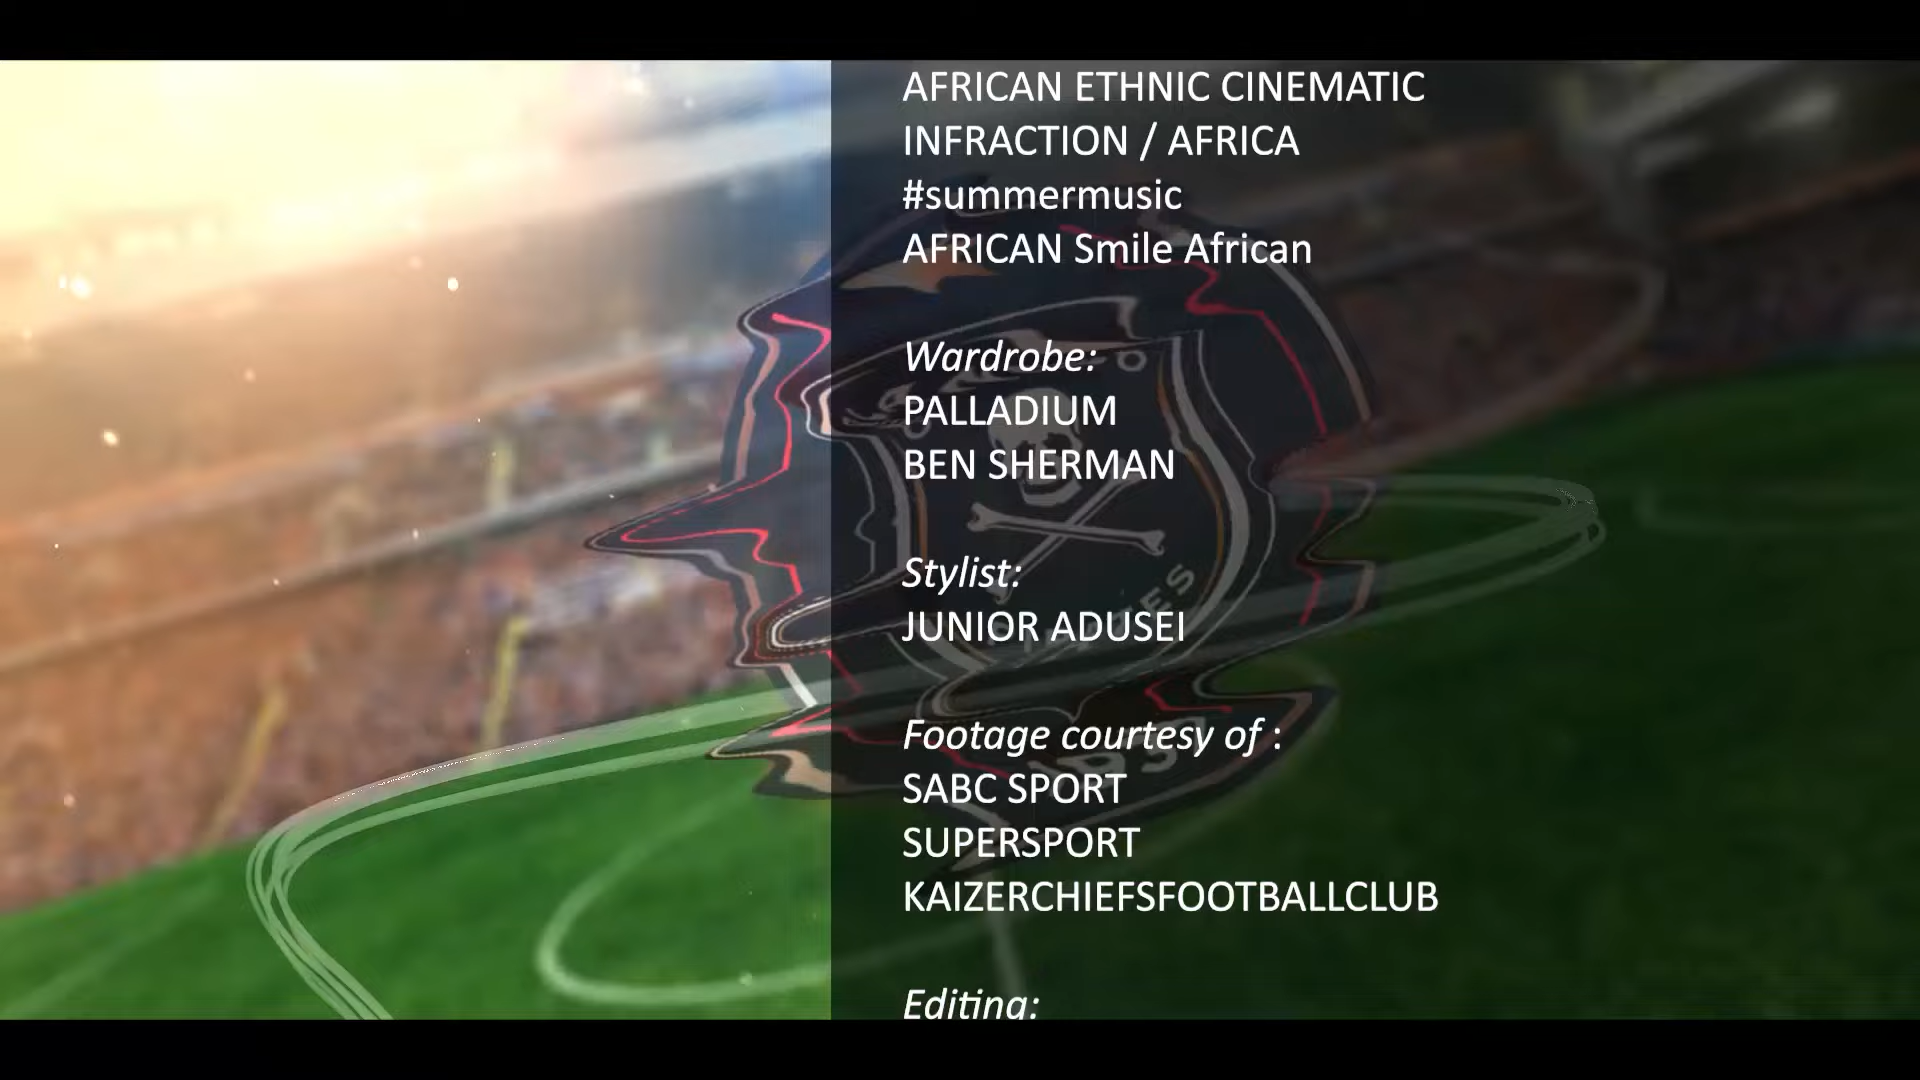 AFRICAN ETHNIC CINEMATIC
INFRACTION / AFRICA
#summermusic
AFRICAN Smile African
Wardrobe:
PALLADIUM
BEN SHERMAN
Stylist:
JUNIOR ADUSEI
Footage courtesy of :
SABC SPORT
SUPERSPORT
KAIZERCHIEFSFOOTBALLCLUB
Editing: